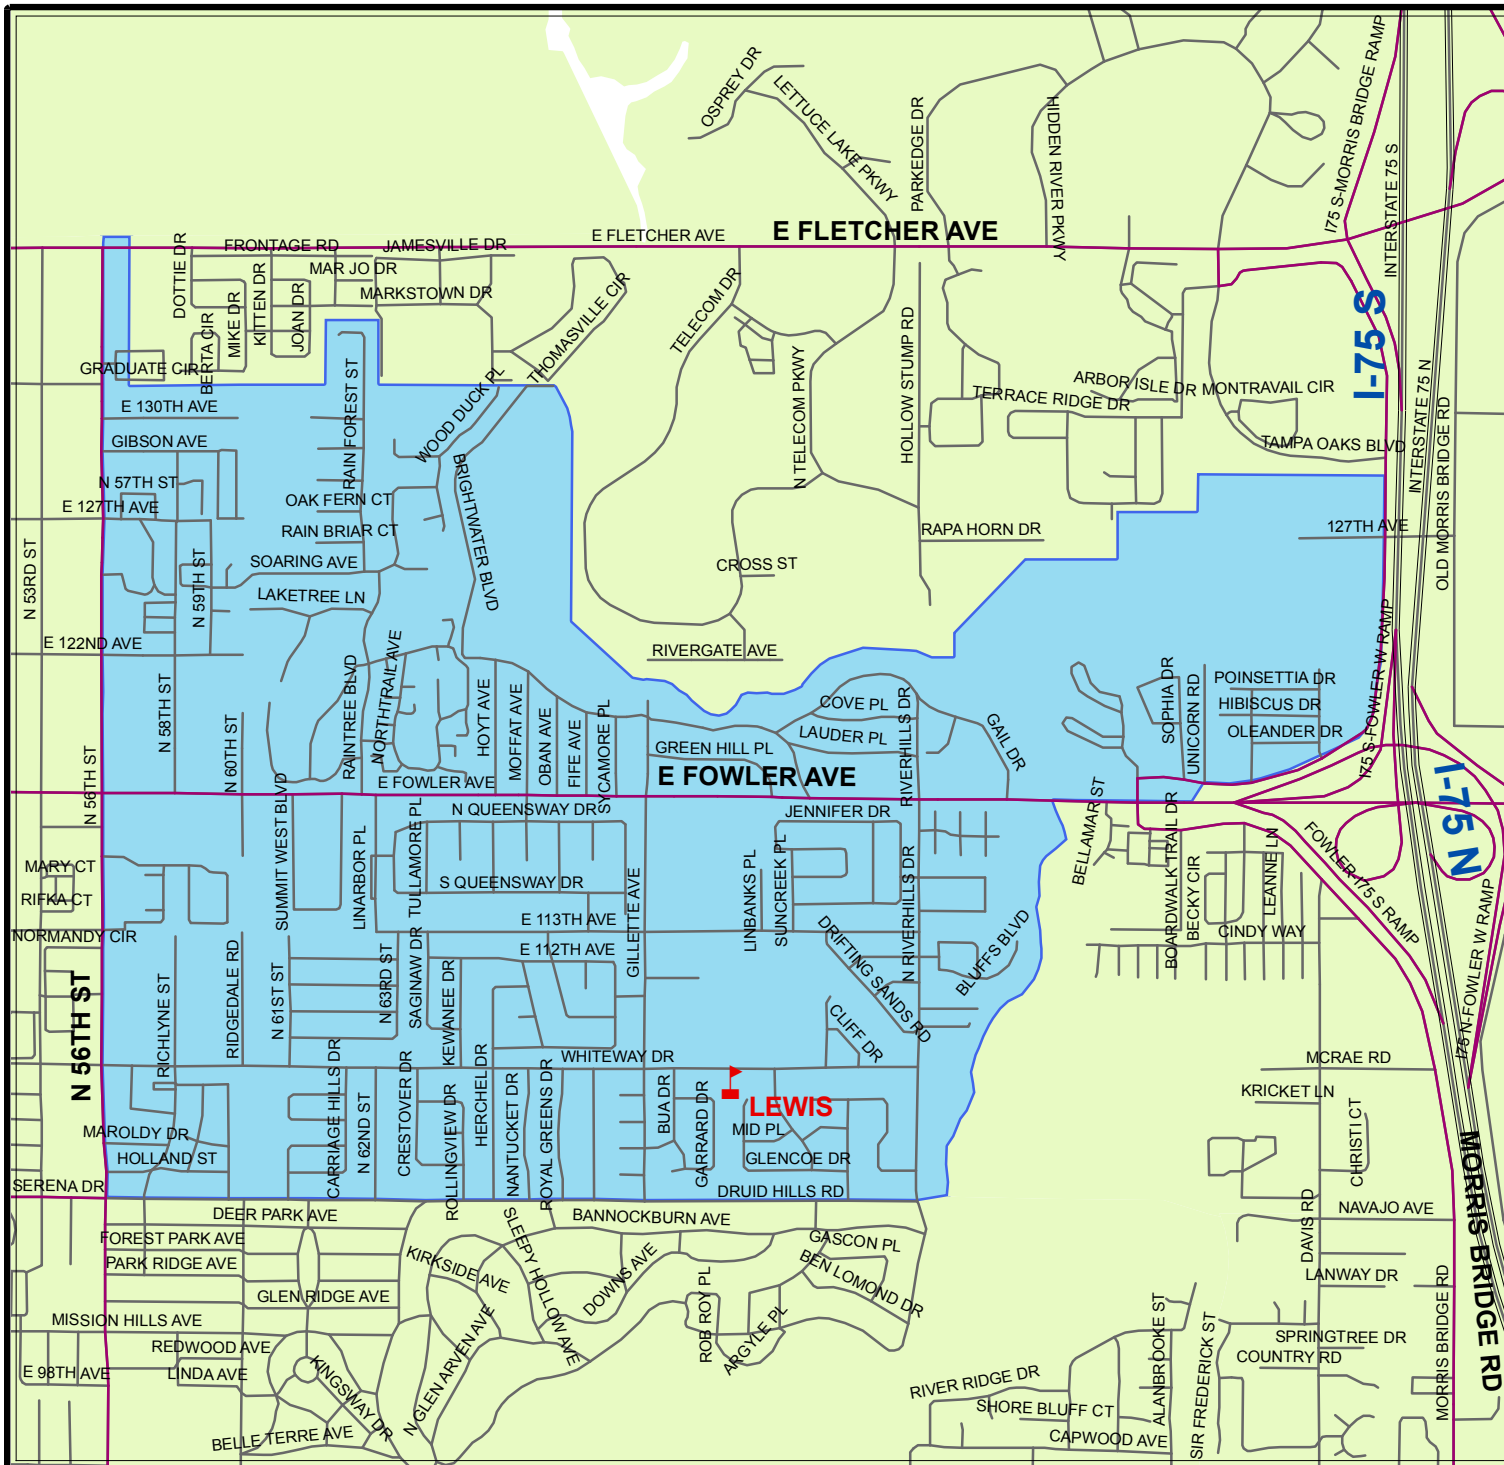 OSPREY DR
LETTUCE LAKE PKWY
PARKEDGE DR
HIDDEN RIVER PKWY
I75 S-MORRIS BRIDGE RAMP
INTERSTATE 75 S
E FLETCHER AVE
E FLETCHER AVE
DOTTIE DR
FRONTAGE RD
JAMESVILLE DR
MAR JO DR
MARKSTOWN DR
KITTEN DR
MIKE DR
JOAN DR
BERTA CIR
GRADUATE CIR
THOMASVILLE CIR
TELECOM DR
N TELECOM PKWY
HOLLOW STUMP RD
TERRACE RIDGE DR
ARBOR ISLE DR
MONTRAVAIL CIR
TAMPA OAKS BLVD
I-75 S
INTERSTATE 75 N
OLD MORRIS BRIDGE RD
E 130TH AVE
GIBSON AVE
RAIN FOREST ST
WOOD DUCK PL
BRIGHTWATER BLVD
N 57TH ST
E 127TH AVE
OAK FERN CT
RAIN BRIAR CT
SOARING AVE
LAKETREE LN
N 53RD ST
N 59TH ST
E 122ND AVE
CROSS ST
RAPA HORN DR
RIVERGATE AVE
127TH AVE
I75 S-FOWLER W RAMP
N 58TH ST
N 60TH ST
RAINTREE BLVD
NORTHTRAIL AVE
HOYT AVE
MOFFAT AVE
OBAN AVE
FIFE AVE
SYCAMORE PL
COVE PL
LAUDER PL
GREEN HILL PL
RIVERHILLS DR
GAIL DR
SOPHIA DR
UNICORN RD
POINSETTIA DR
HIBISCUS DR
OLEANDER DR
N 56TH ST
E FOWLER AVE
E FOWLER AVE
I-75 N
SUMMIT WEST BLVD
LINARBOR PL
TULLAMORE PL
N QUEENSWAY DR
S QUEENSWAY DR
JENNIFER DR
E 113TH AVE
E 112TH AVE
GILLETTE AVE
LINBANKS PL
SUNCREEK PL
N RIVERHILLS DR
DRIFTING SANDS RD
BLUFFS BLVD
BELLAMAR ST
BOARDWALK TRAIL DR
BECKY CIR
LEANNE LN
CINDY WAY
FOWLER-I75 S RAMP
I75 N-FOWLER W RAMP
MARY CT
RIFKA CT
NORMANDY CIR
N 56TH ST
RICHLYNE ST
RIDGEDALE RD
N 61ST ST
N 63RD ST
SAGINAW DR
KEWANEE DR
WHITEWAY DR
CLIFF DR
LEWIS
MCRAE RD
KRICKET LN
CHRISTI CT
MAROLDY DR
HOLLAND ST
CARRIAGE HILLS DR
N 62ND ST
CRESTOVER DR
ROLLINGVIEW DR
HERCHEL DR
NANTUCKET DR
ROYAL GREENS DR
BUA DR
GARRARD DR
MID PL
GLENCOE DR
DRUID HILLS RD
SERENA DR
DEER PARK AVE
FOREST PARK AVE
PARK RIDGE AVE
GLEN RIDGE AVE
MISSION HILLS AVE
REDWOOD AVE
LINDA AVE
E 98TH AVE
KINGSWAY DR
BELLE TERRE AVE
N GLEN ARVEN AVE
KIRKSIDE AVE
SLEEPY HOLLOW AVE
BANNOCKBURN AVE
DOWNS AVE
ROB ROY PL
ARGYLE PL
GASCON PL
BEN LOMOND DR
DAVIS RD
NAVAJO AVE
LANWAY DR
MORRIS BRIDGE RD
MORRIS BRIDGE RD
SPRINGTREE DR
COUNTRY RD
ALANBROOKE ST
SIR FREDERICK ST
RIVER RIDGE DR
SHORE BLUFF CT
CAPWOOD AVE